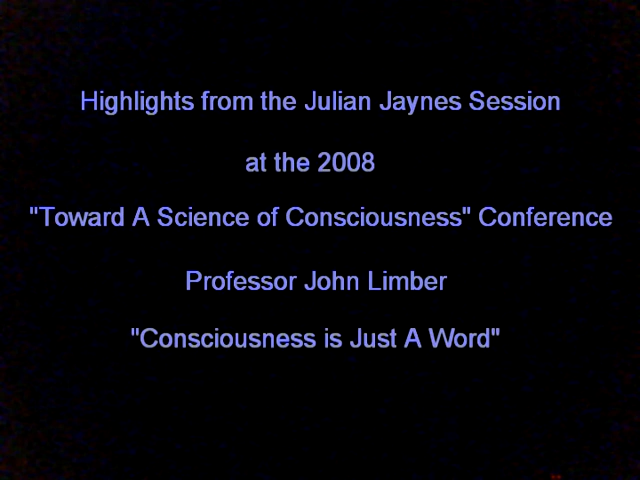 Highlights from the Julian Jaynes Session
at the 2008
"Toward A Science of Consciousness" Conference
Professor John Limber
"Consciousness is Just A Word"